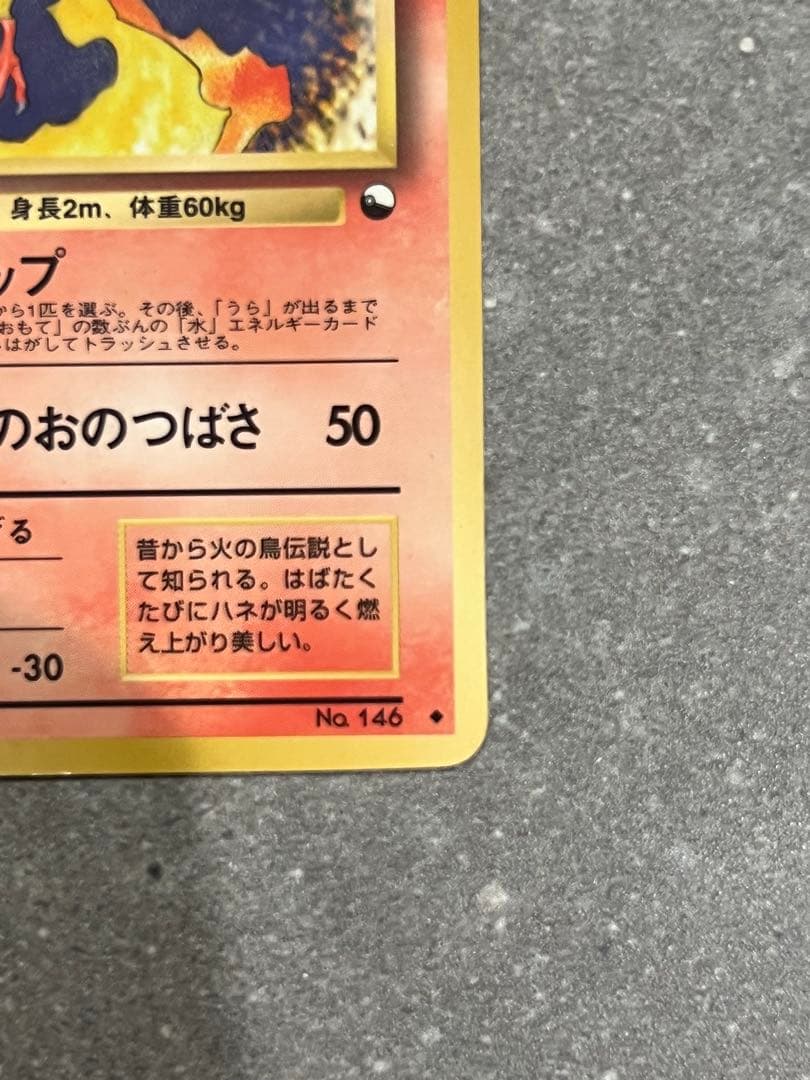 身長2m、体重60kg
ップ
から1匹を選ぶ。その後、「うら」が出るまで
おもて」の数ぶんの「水」エネルギーカード
はがしてトラッシュさせる。
のおのつばさ 50
げる
昔から火の鳥伝説とし
て知られる。はばたく
たびにハネが明るく燃
え上がり美しい。
-30
No. 146 ◆